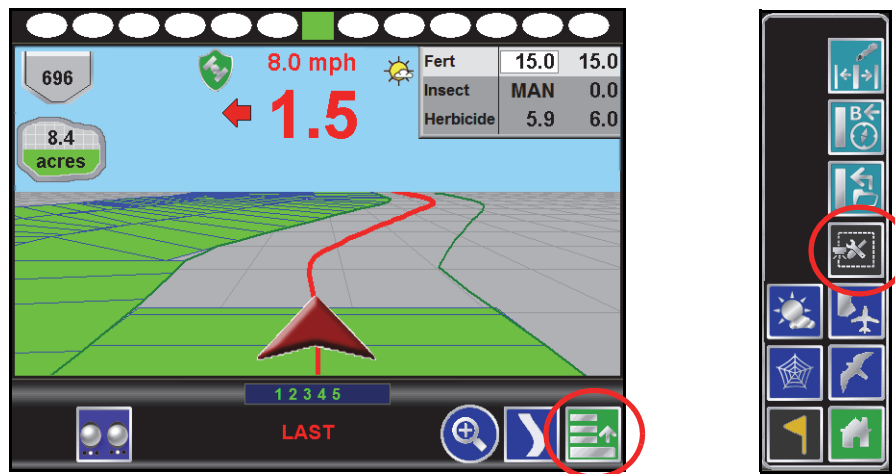 696
8.4
acres
8.0 mph
1.5
Fert 15.0 15.0
Insect MAN 0.0
Herbicide 5.9 6.0
1 2 3 4 5
LAST
B